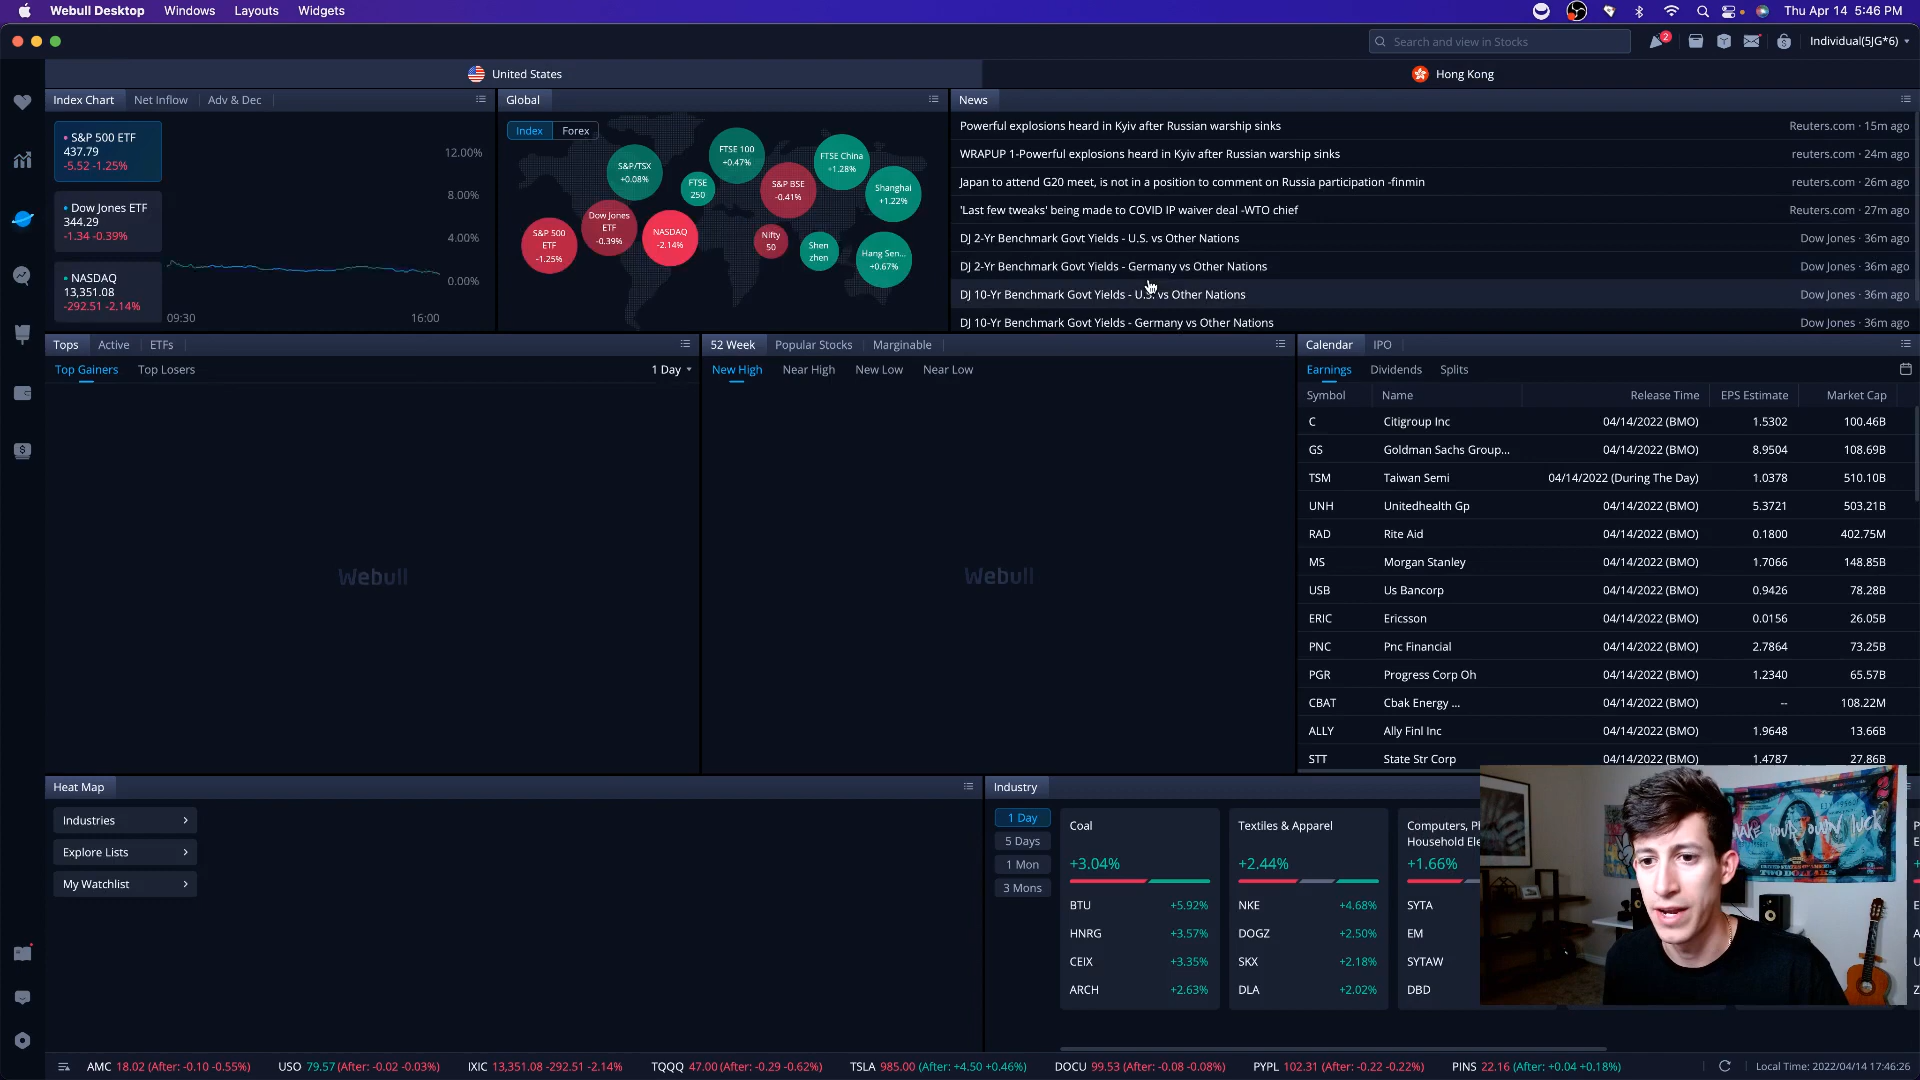 Webull Desktop Windows Layouts Widgets
Thu Apr 14 5:46 PM
Search and view in Stocks
2
Individual(5JG*6)
United States
Hong Kong
Index Chart Net Inflow Adv & Dec
S&P 500 ETF
437.79
-5.52 -1.25%
Dow Jones ETF
344.29
-1.34 -0.39%
NASDAQ
13,351.08
-292.51 -2.14%
12.00%
8.00%
4.00%
0.00%
09:30 16:00
Global
Index Forex
S&P/TSX
+0.08%
FTSE 100
+0.47%
FTSE China
+1.28%
FTSE
250
S&P BSE
-0.41%
Shanghai
+1.22%
Dow Jones
ETF
-0.39%
S&P 500
ETF
-1.25%
NASDAQ
-2.14%
Nifty
50
Shen
zhen
Hang Sen...
+0.67%
News
Powerful explosions heard in Kyiv after Russian warship sinks Reuters.com · 15m ago
WRAPUP 1-Powerful explosions heard in Kyiv after Russian warship sinks reuters.com · 24m ago
Japan to attend G20 meet, is not in a position to comment on Russia participation -finmin reuters.com · 26m ago
'Last few tweaks' being made to COVID IP waiver deal -WTO chief Reuters.com · 27m ago
DJ 2-Yr Benchmark Govt Yields - U.S. vs Other Nations Dow Jones · 36m ago
DJ 2-Yr Benchmark Govt Yields - Germany vs Other Nations Dow Jones · 36m ago
DJ 10-Yr Benchmark Govt Yields - U.S. vs Other Nations Dow Jones · 36m ago
DJ 10-Yr Benchmark Govt Yields - Germany vs Other Nations Dow Jones · 36m ago
Tops Active ETFs
Top Gainers Top Losers 1 Day
Webull
52 Week Popular Stocks Marginable
New High Near High New Low Near Low
Webull
Calendar IPO
Earnings Dividends Splits
Symbol Name Release Time EPS Estimate Market Cap
C Citigroup Inc 04/14/2022 (BMO) 1.5302 100.46B
GS Goldman Sachs Group... 04/14/2022 (BMO) 8.9504 108.69B
TSM Taiwan Semi 04/14/2022 (During The Day) 1.0378 510.10B
UNH Unitedhealth Gp 04/14/2022 (BMO) 5.3721 503.21B
RAD Rite Aid 04/14/2022 (BMO) 0.1800 402.75M
MS Morgan Stanley 04/14/2022 (BMO) 1.7066 148.85B
USB Us Bancorp 04/14/2022 (BMO) 0.9426 78.28B
ERIC Ericsson 04/14/2022 (BMO) 0.0156 26.05B
PNC Pnc Financial 04/14/2022 (BMO) 2.7864 73.25B
PGR Progress Corp Oh 04/14/2022 (BMO) 1.2340 65.57B
CBAT Cbak Energy ... 04/14/2022 (BMO) -- 108.22M
ALLY Ally Finl Inc 04/14/2022 (BMO) 1.9648 13.66B
STT State Str Corp 04/14/2022 (BMO) 1.4787 27.86B
Heat Map
Industries
Explore Lists
My Watchlist
Industry
1 Day
5 Days
1 Mon
3 Mons
Coal
+3.04%
BTU +5.92%
HNRG +3.57%
CEIX +3.35%
ARCH +2.63%
Textiles & Apparel
+2.44%
NKE +4.68%
DOGZ +2.50%
SKX +2.18%
DLA +2.02%
Computers, Ph
Household Ele
+1.66%
SYTA
EM
SYTAW
DBD
MAKE YOUR OWN LUCK
TWO DOLLARS
AMC 18.02 (After: -0.10 -0.55%) USO 79.57 (After: -0.02 -0.03%) IXIC 13,351.08 -292.51 -2.14% TQQQ 47.00 (After: -0.29 -0.62%) TSLA 985.00 (After: +4.50 +0.46%) DOCU 99.53 (After: -0.08 -0.08%) PYPL 102.31 (After: -0.22 -0.22%) PINS 22.16 (After: +0.04 +0.18%) Local Time: 2022/04/14 17:46:26